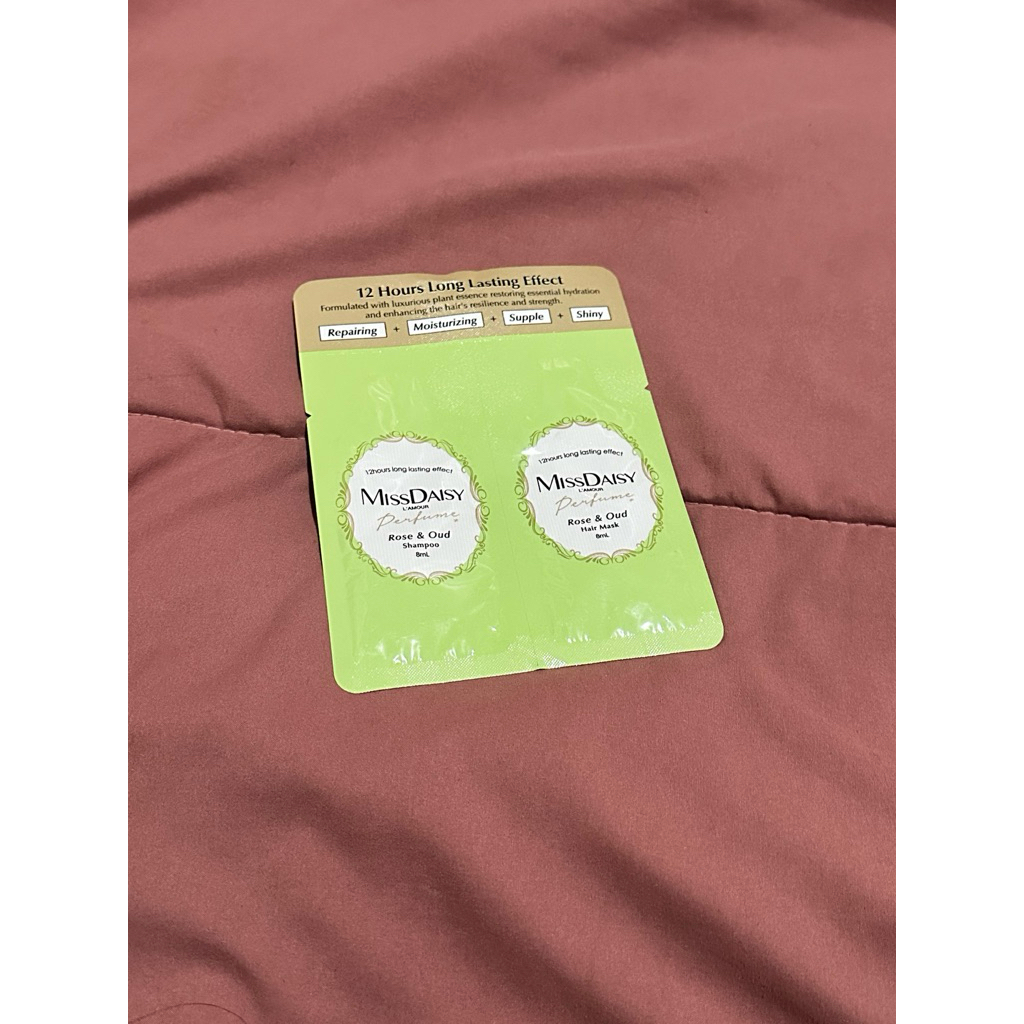 12 Hours Long Lasting Effect
Formulated with luxurious plant essence restoring essential hydration
and enhancing the hair's resilience and strength.
Repairing + Moisturizing + Supple + Shiny
12hours long lasting effect
MISSDAISY
L'AMOUR
Perfume
Rose & Oud
Shampoo
8mL
12hours long lasting effect
MISSDAISY
L'AMOUR
Perfume
Rose & Oud
Hair Mask
8mL